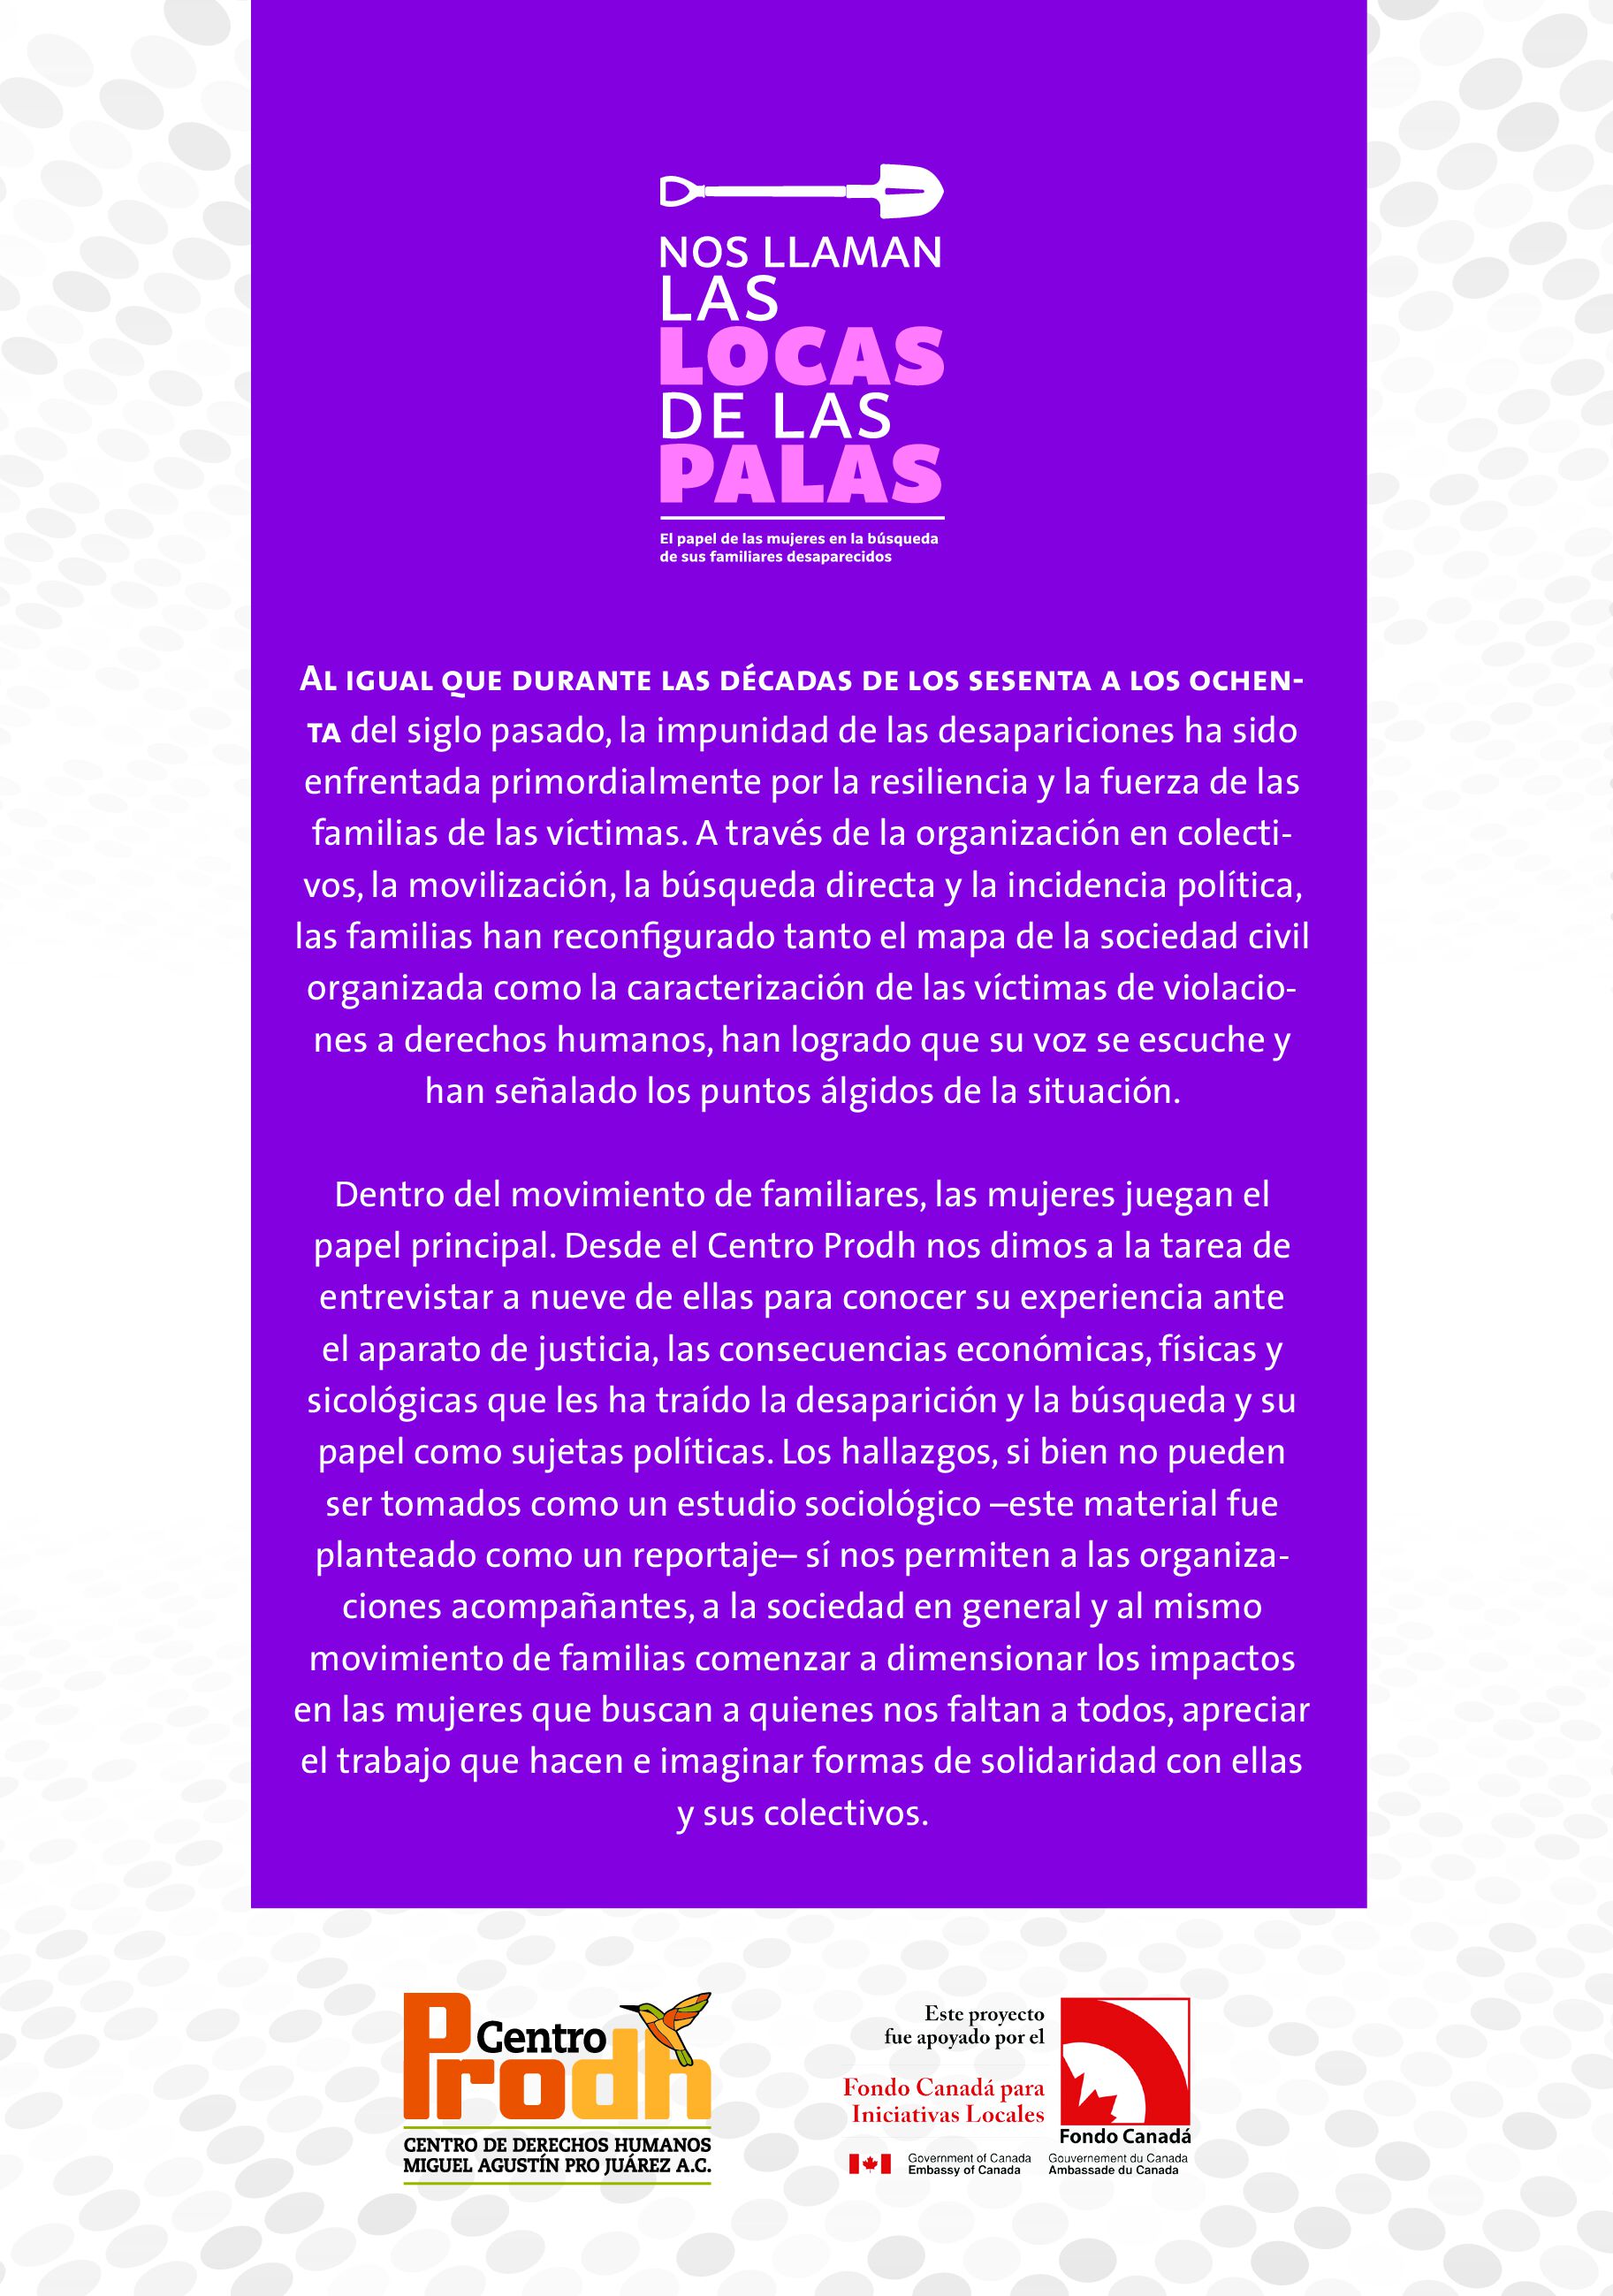 NOS LLAMAN
LAS
LOCAS
DE LAS
PALAS
El papel de las mujeres en la búsqueda
de sus familiares desaparecidos
AL IGUAL QUE DURANTE LAS DÉCADAS DE LOS SESENTA A LOS OCHEN-
TA del siglo pasado, la impunidad de las desapariciones ha sido
enfrentada primordialmente por la resiliencia y la fuerza de las
familias de las víctimas. A través de la organización en colecti-
vos, la movilización, la búsqueda directa y la incidencia política,
las familias han reconfigurado tanto el mapa de la sociedad civil
organizada como la caracterización de las víctimas de violacio-
nes a derechos humanos, han logrado que su voz se escuche y
han señalado los puntos álgidos de la situación.
Dentro del movimiento de familiares, las mujeres juegan el
papel principal. Desde el Centro Prodh nos dimos a la tarea de
entrevistar a nueve de ellas para conocer su experiencia ante
el aparato de justicia, las consecuencias económicas, físicas y
sicológicas que les ha traído la desaparición y la búsqueda y su
papel como sujetas políticas. Los hallazgos, si bien no pueden
ser tomados como un estudio sociológico –este material fue
planteado como un reportaje– sí nos permiten a las organiza-
ciones acompañantes, a la sociedad en general y al mismo
movimiento de familias comenzar a dimensionar los impactos
en las mujeres que buscan a quienes nos faltan a todos, apreciar
el trabajo que hacen e imaginar formas de solidaridad con ellas
y sus colectivos.
Centro
Prodh
CENTRO DE DERECHOS HUMANOS
MIGUEL AGUSTÍN PRO JUÁREZ A.C.
Este proyecto
fue apoyado por el
Fondo Canadá para
Iniciativas Locales
Fondo Canadá
Government of Canada
Embassy of Canada
Gouvernement du Canada
Ambassade du Canada